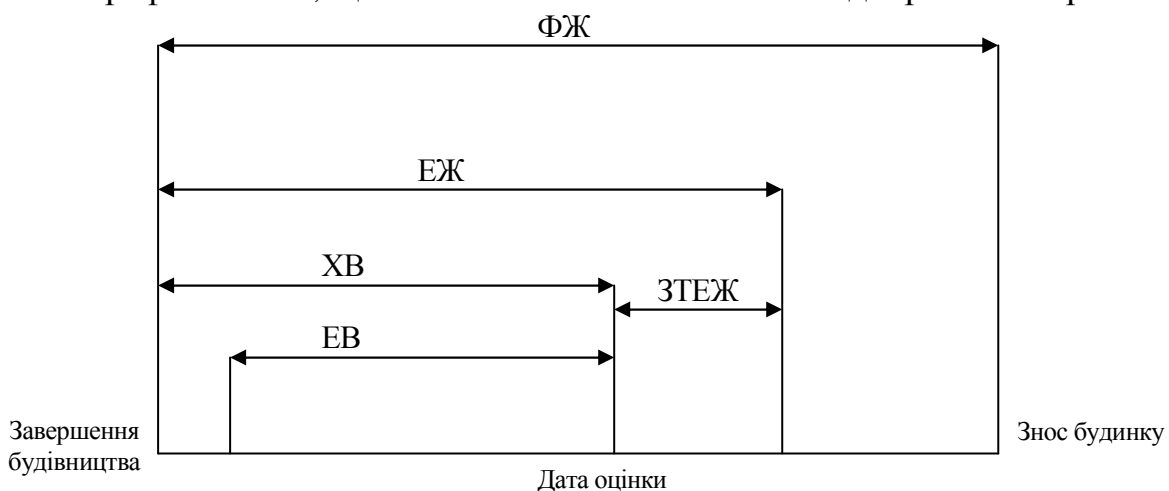 ФЖ
ЕЖ
ХВ
ЗТЕЖ
ЕВ
Завершення
будівництва
Знос будинку
Дата оцінки